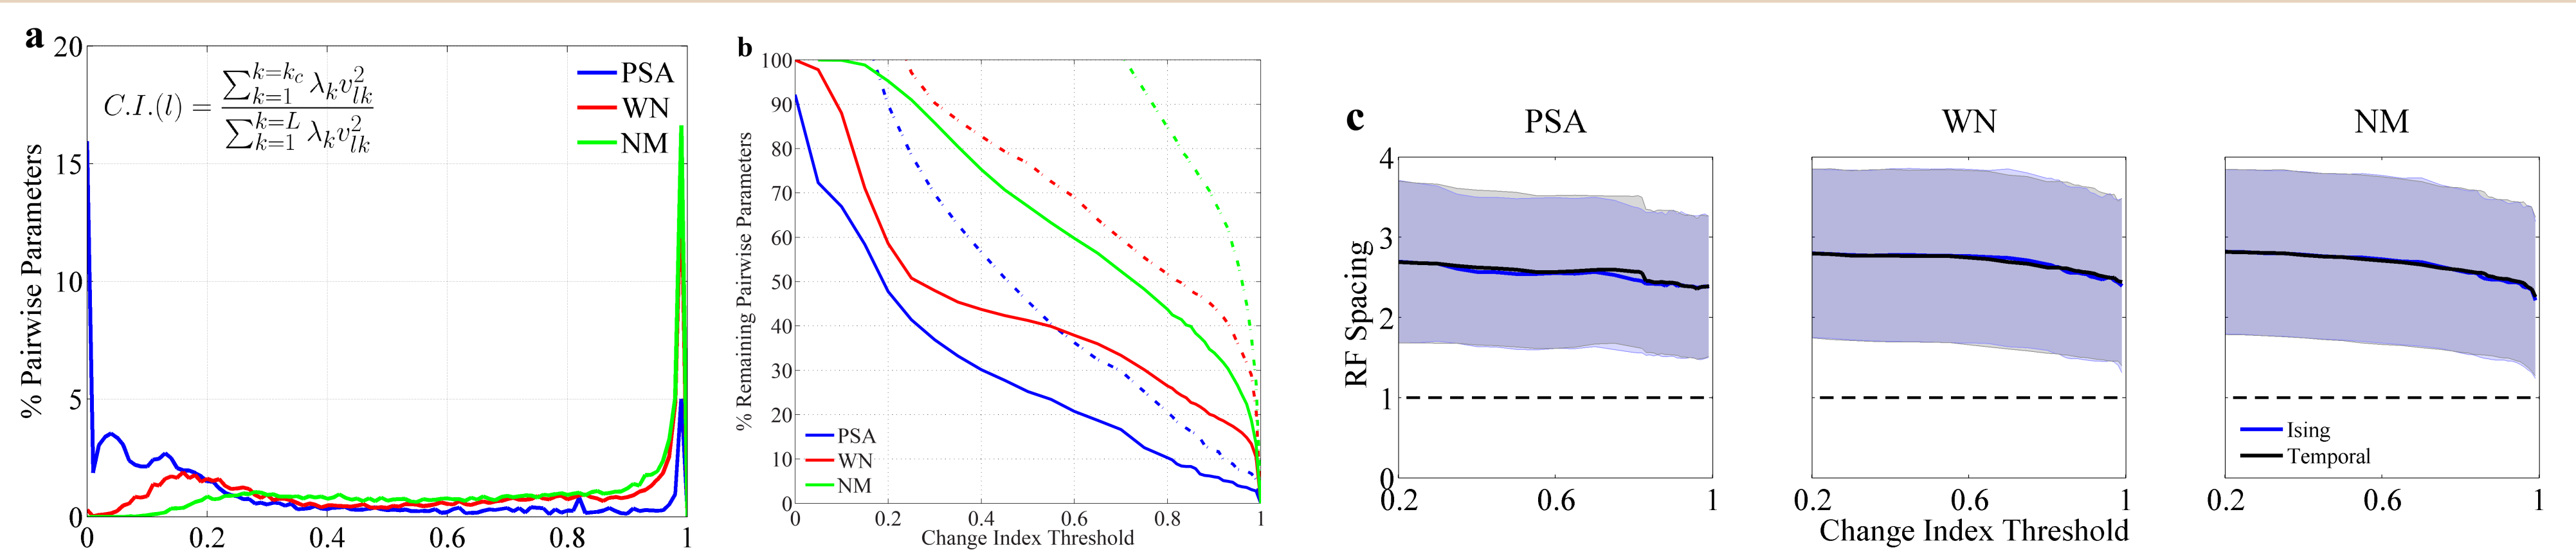 a
20
15
10
5
0
% Pairwise Parameters
C.I.(l) = \frac{\sum_{k=1}^{k=k_c} \lambda_k v_{lk}^2}{\sum_{k=1}^{k=L} \lambda_k v_{lk}^2}
PSA
WN
NM
0 0.2 0.4 0.6 0.8 1
b
100
90
80
70
60
50
40
30
20
10
0
% Remaining Pairwise Parameters
PSA
WN
NM
0 0.2 0.4 0.6 0.8 1
Change Index Threshold
c
PSA WN NM
4
3
2
1
0
RF Spacing
Ising
Temporal
0.2 0.6 1 0.2 0.6 1 0.2 0.6 1
Change Index Threshold